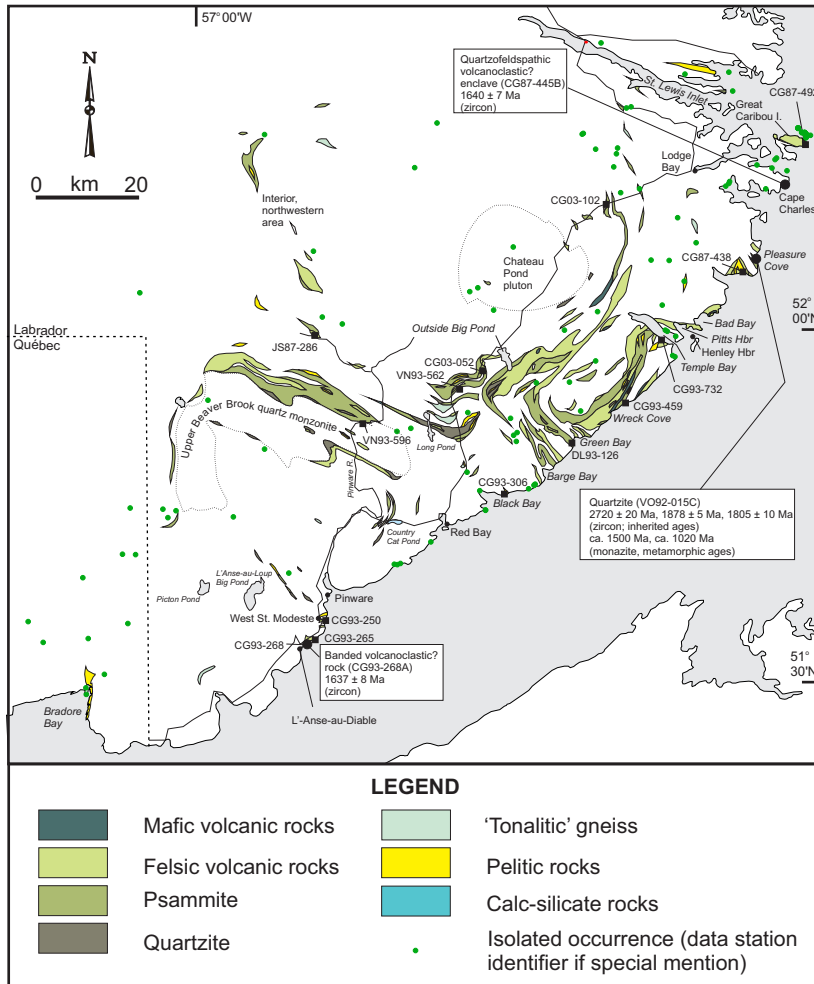 57° 00'W
N
0 km 20
Quartzofeldspathic
volcanoclastic?
enclave (CG87-445B)
1640 ± 7 Ma
(zircon)
St. Lewis Inlet
CG87-492
Great
Caribou I.
Lodge
Bay
Cape
Charles
Interior,
northwestern
area
CG03-102
Chateau
Pond
pluton
CG87-438
Pleasure
Cove
52°
00'N
Labrador
Québec
JS87-286
Outside Big Pond
Bad Bay
Pitts Hbr
Henley Hbr
Temple Bay
CG03-052
VN93-562
CG93-732
CG93-459
Wreck Cove
Upper Beaver Brook quartz monzonite
VN93-596
Long Pond
Green Bay
DL93-126
Pinware R.
Barge Bay
CG93-306
Black Bay
Quartzite (VO92-015C)
2720 ± 20 Ma, 1878 ± 5 Ma, 1805 ± 10 Ma
(zircon; inherited ages)
ca. 1500 Ma, ca. 1020 Ma
(monazite, metamorphic ages)
Red Bay
Country
Cat Pond
L'Anse-au-Loup
Big Pond
Picton Pond
Pinware
West St. Modeste
CG93-250
CG93-265
CG93-268
Banded volcanoclastic?
rock (CG93-268A)
1637 ± 8 Ma
(zircon)
51°
30'N
Bradore
Bay
L'-Anse-au-Diable
LEGEND
Mafic volcanic rocks
Felsic volcanic rocks
Psammite
Quartzite
'Tonalitic' gneiss
Pelitic rocks
Calc-silicate rocks
Isolated occurrence (data station
identifier if special mention)